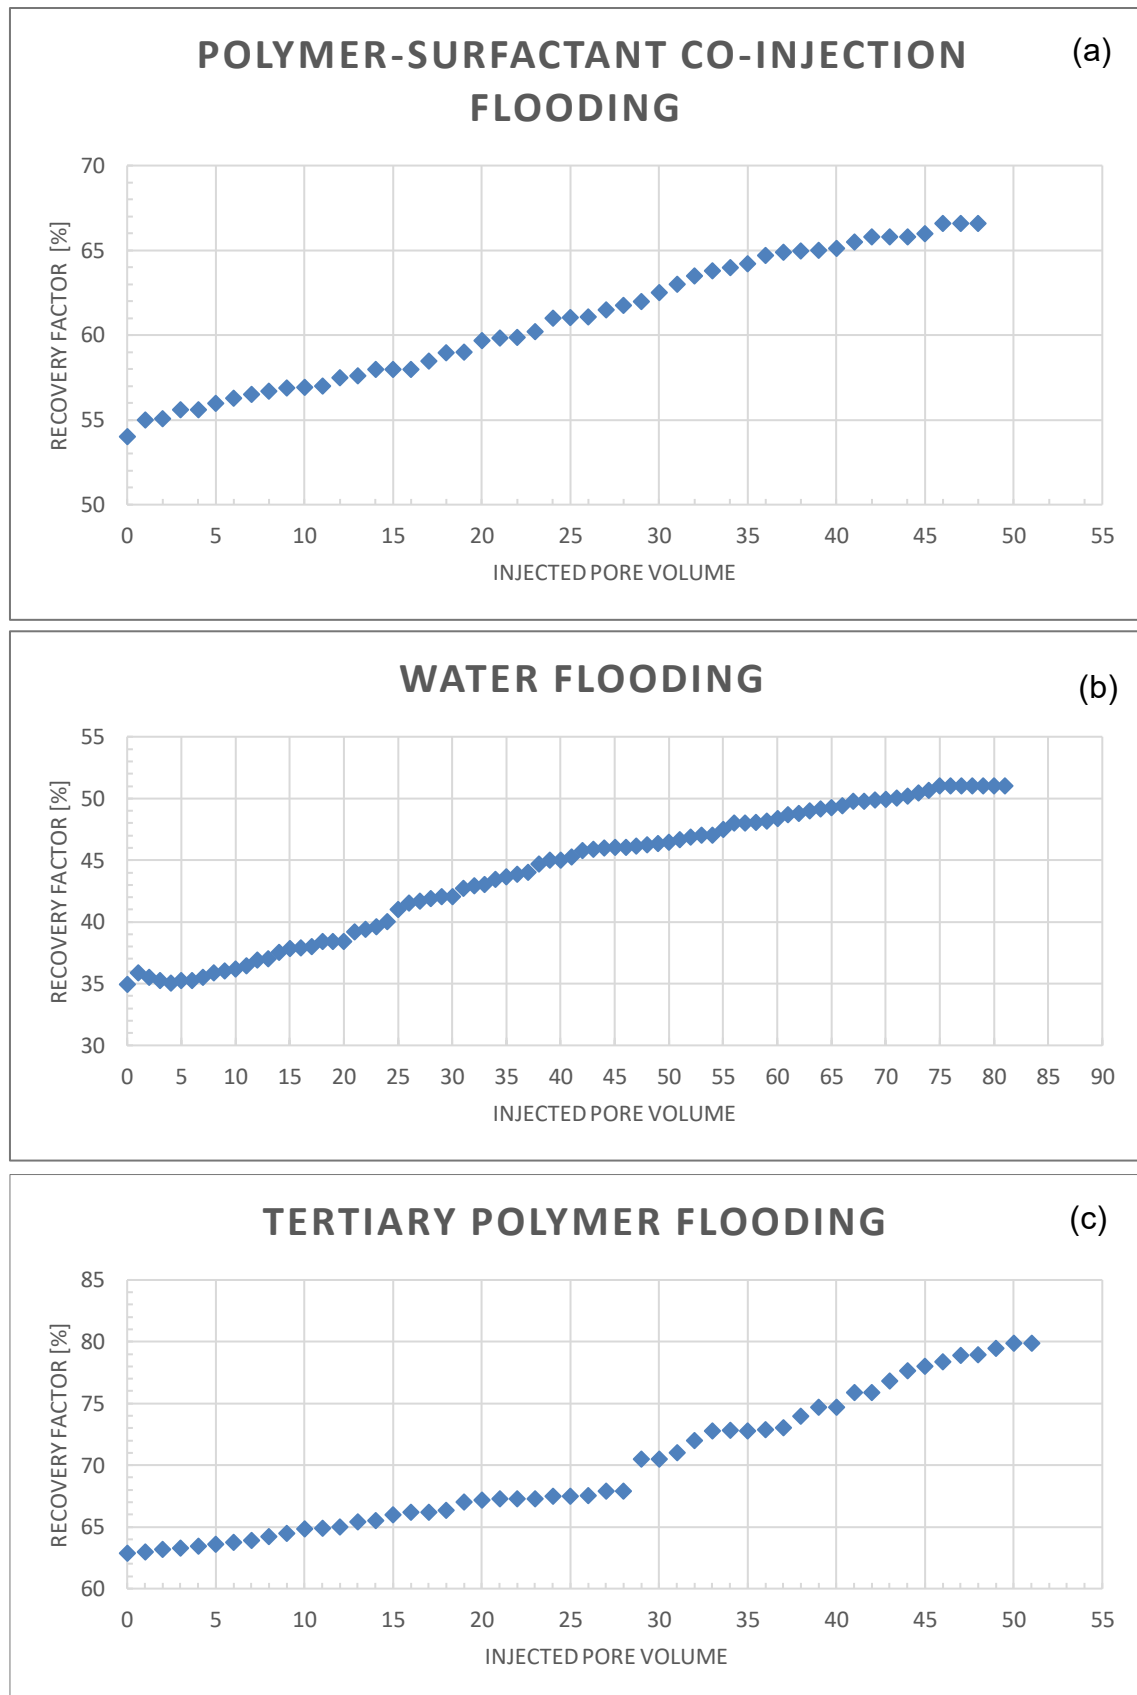 POLYMER-SURFACTANT CO-INJECTION
FLOODING
(a)
RECOVERY FACTOR [%]
70
65
60
55
50
0 5 10 15 20 25 30 35 40 45 50 55
INJECTED PORE VOLUME
WATER FLOODING
(b)
RECOVERY FACTOR [%]
55
50
45
40
35
30
0 5 10 15 20 25 30 35 40 45 50 55 60 65 70 75 80 85 90
INJECTED PORE VOLUME
TERTIARY POLYMER FLOODING
(c)
RECOVERY FACTOR [%]
85
80
75
70
65
60
0 5 10 15 20 25 30 35 40 45 50 55
INJECTED PORE VOLUME